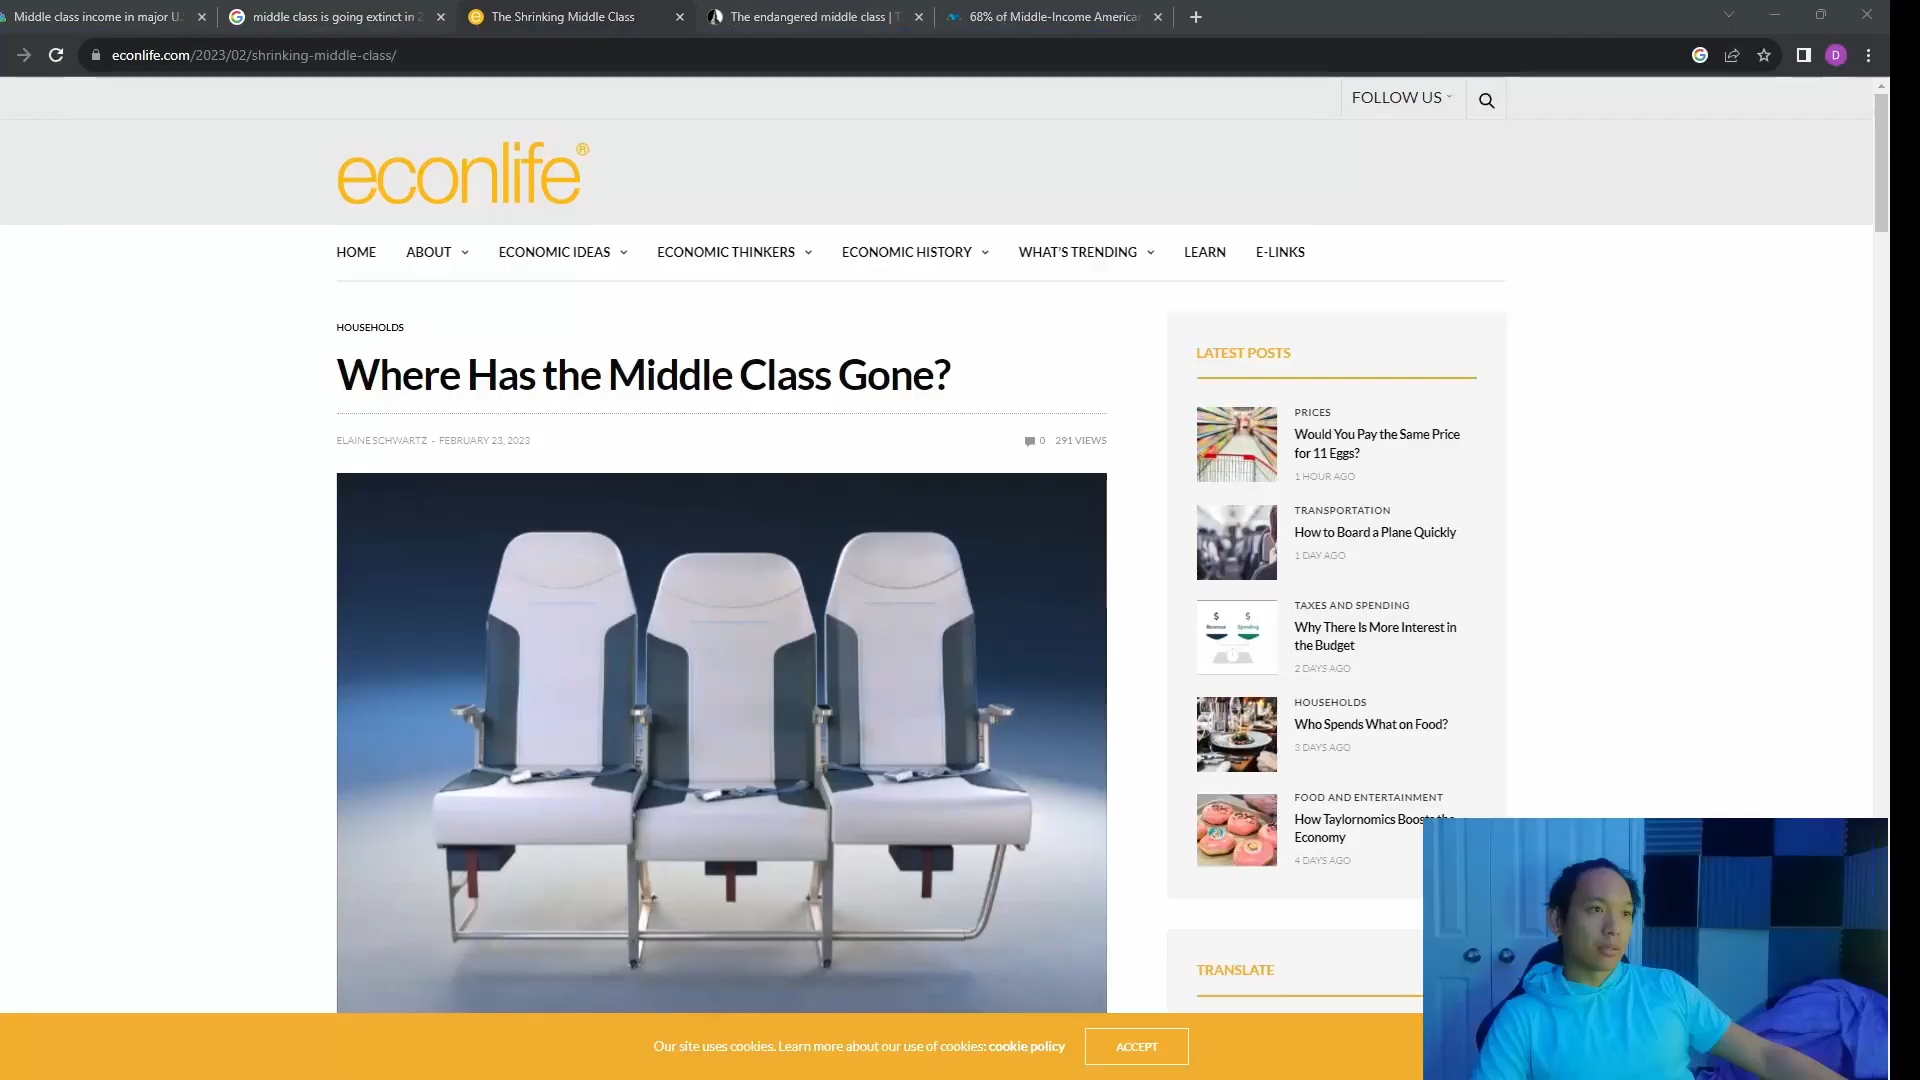 Middle class income in major U.
middle class is going extinct in 2
The Shrinking Middle Class
The endangered middle class | T
68% of Middle-Income American
econlife.com/2023/02/shrinking-middle-class/
D
FOLLOW US
econlife®
HOME
ABOUT
ECONOMIC IDEAS
ECONOMIC THINKERS
ECONOMIC HISTORY
WHAT'S TRENDING
LEARN
E-LINKS
HOUSEHOLDS
Where Has the Middle Class Gone?
ELAINE SCHWARTZ - FEBRUARY 23, 2023
0 291 VIEWS
LATEST POSTS
PRICES
Would You Pay the Same Price
for 11 Eggs?
1 HOUR AGO
TRANSPORTATION
How to Board a Plane Quickly
1 DAY AGO
$ $
Revenue Spending
TAXES AND SPENDING
Why There Is More Interest in
the Budget
2 DAYS AGO
HOUSEHOLDS
Who Spends What on Food?
3 DAYS AGO
FOOD AND ENTERTAINMENT
How Taylornomics Boosts the
Economy
4 DAYS AGO
TRANSLATE
Our site uses cookies. Learn more about our use of cookies: cookie policy
ACCEPT